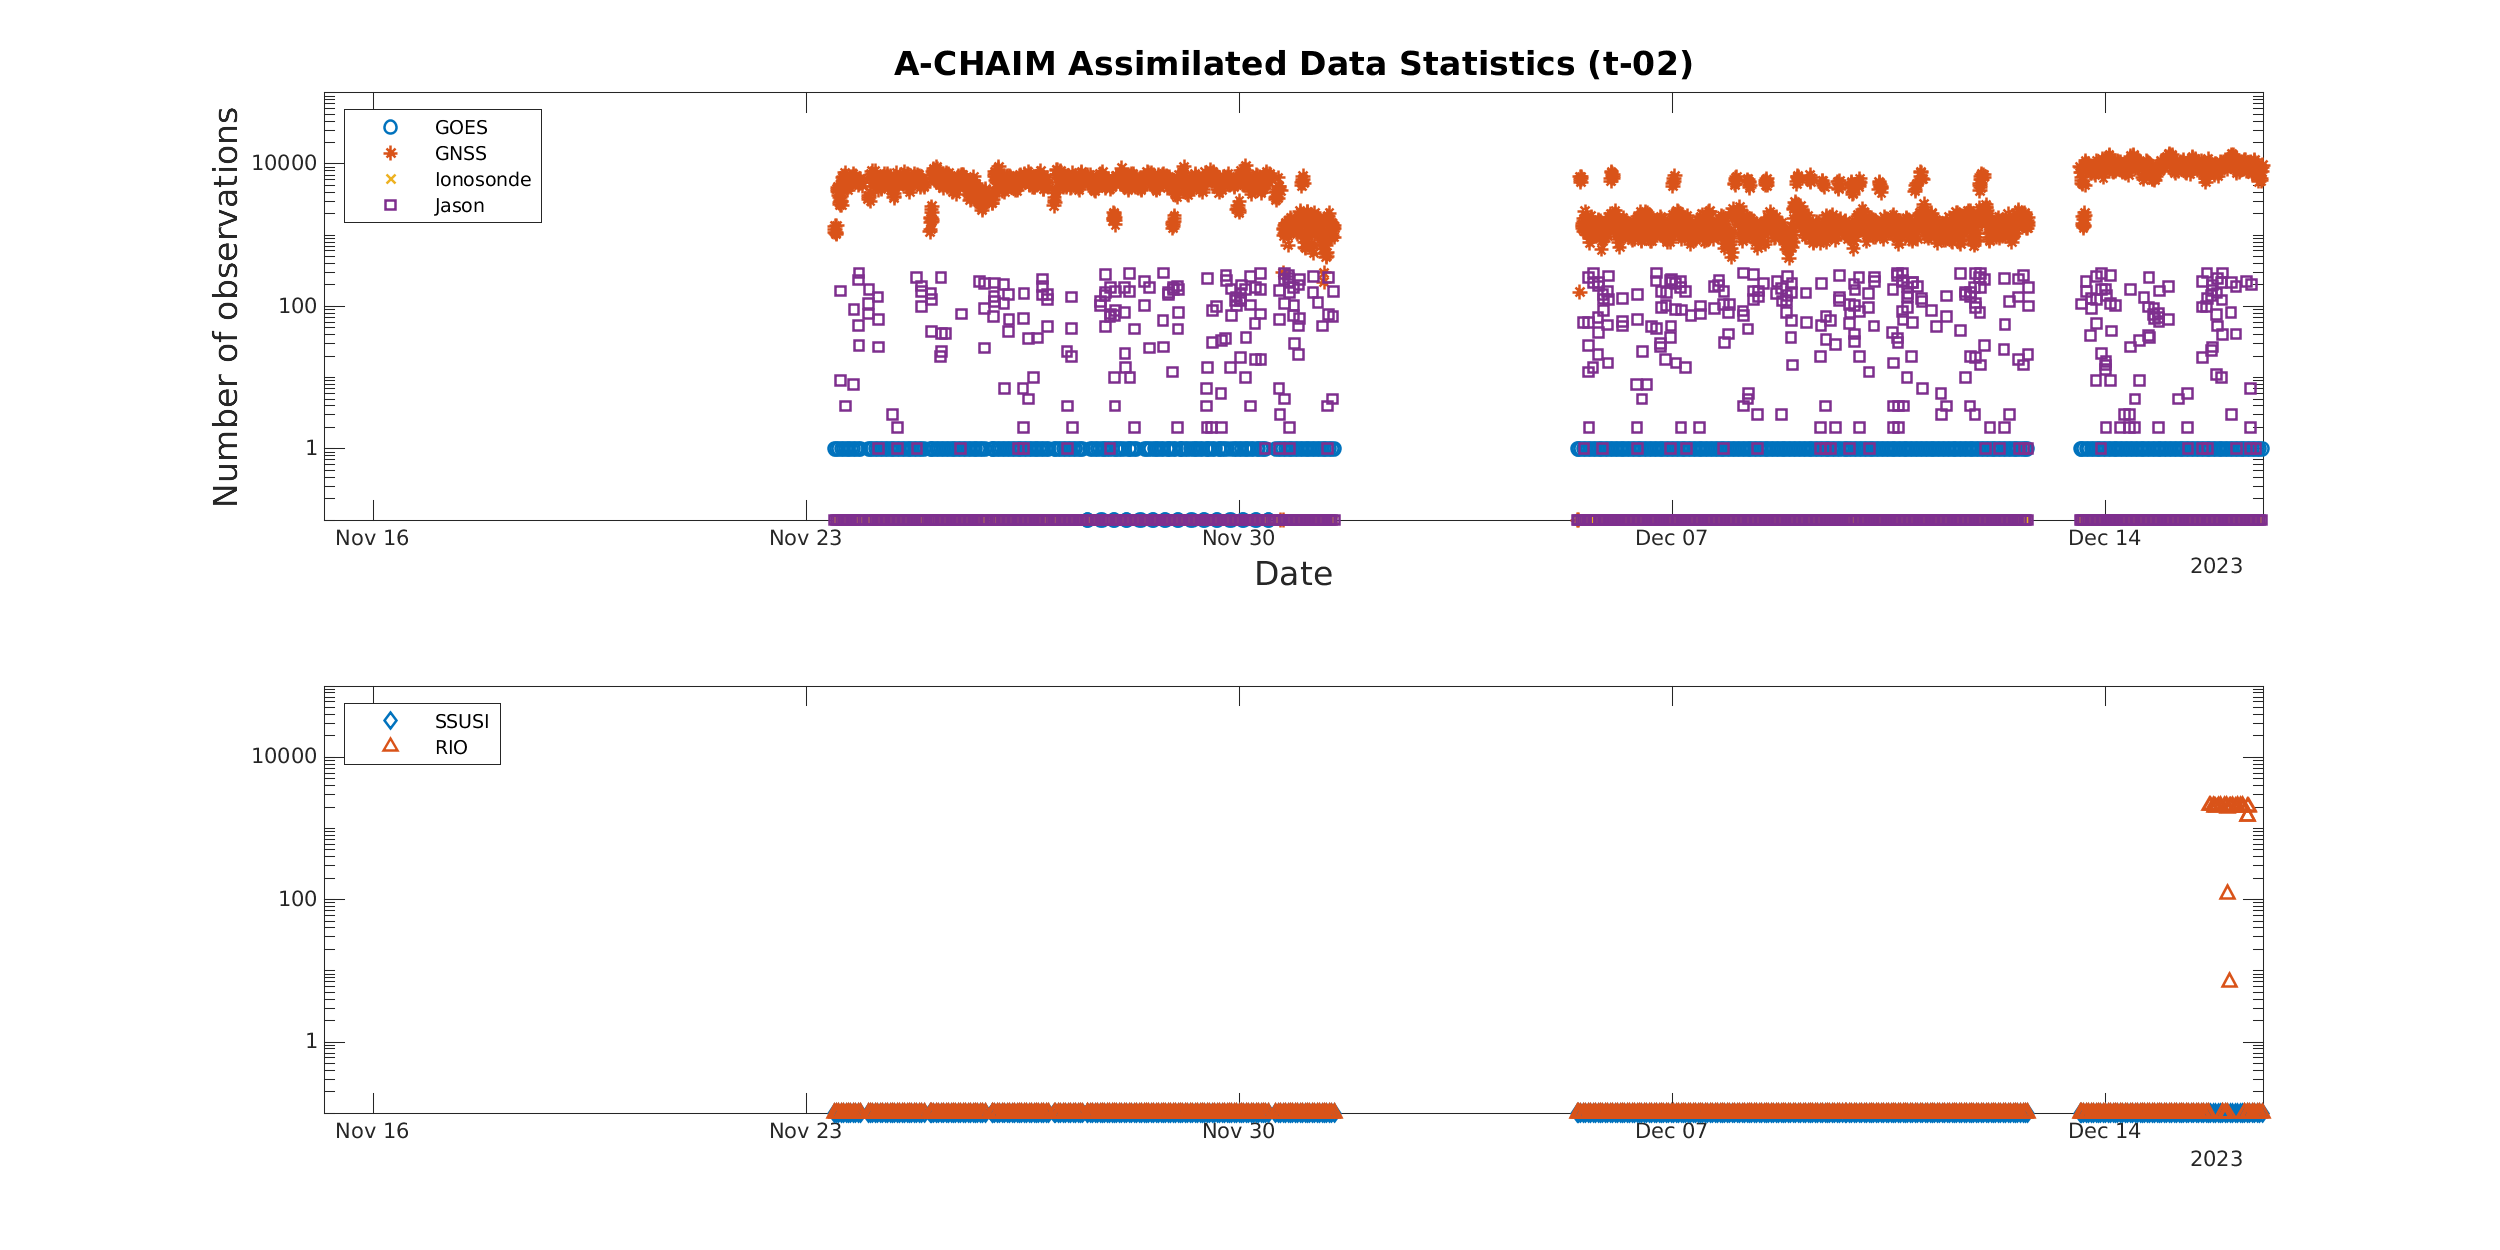 A-CHAIM Assimilated Data Statistics (t-02)
Number of observations
10000
100
1
GOES
GNSS
Ionosonde
Jason
Nov 16
Nov 23
Nov 30
Dec 07
Dec 14
2023
Date
10000
100
1
SSUSI
RIO
Nov 16
Nov 23
Nov 30
Dec 07
Dec 14
2023